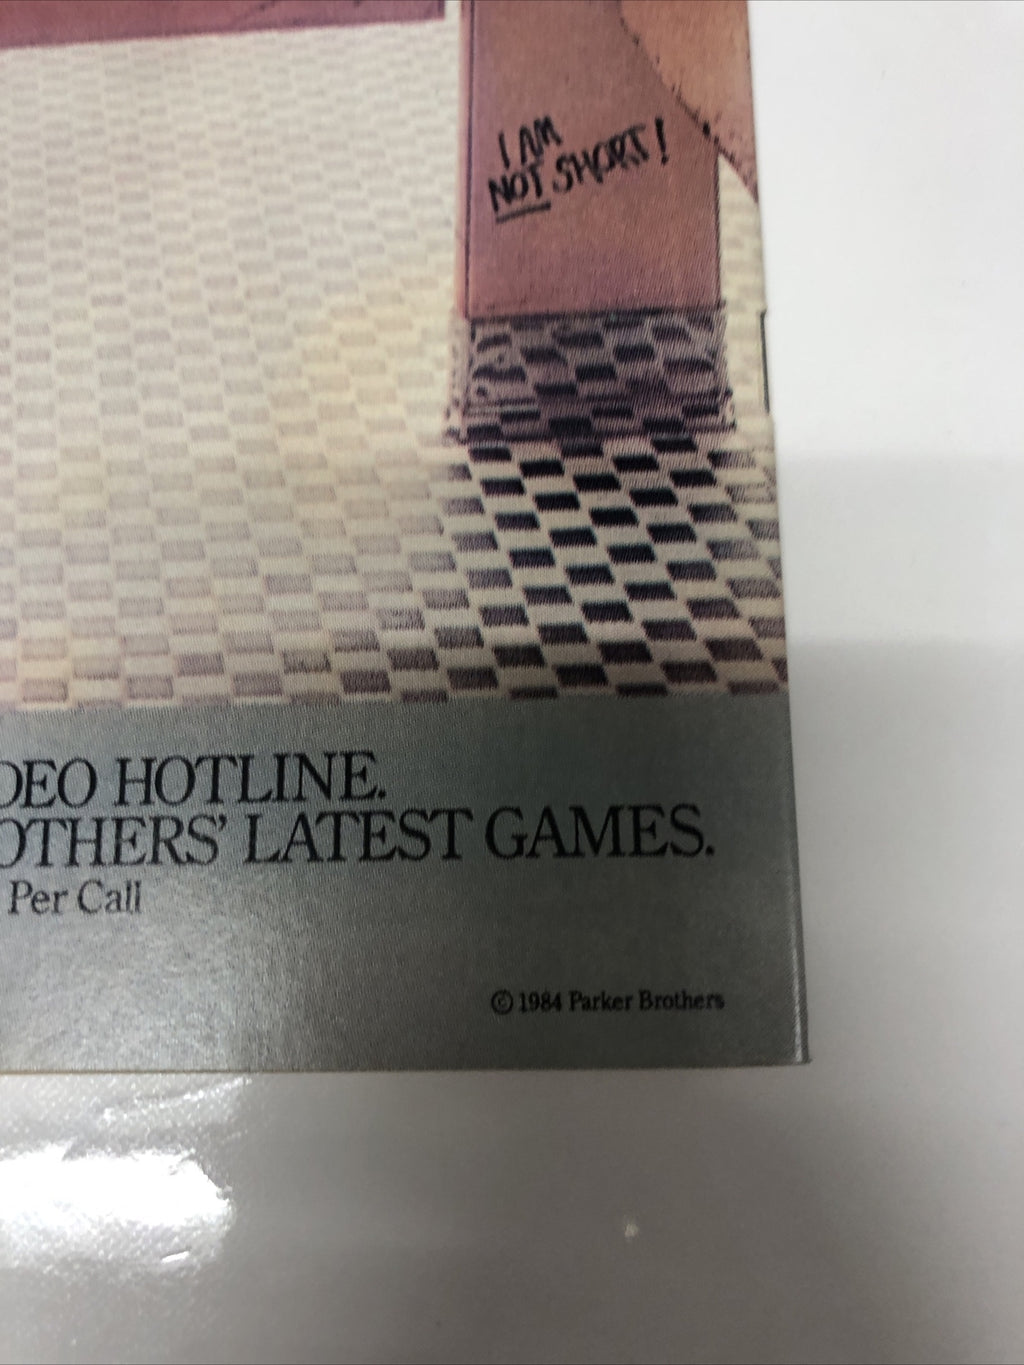 I AM
NOT SHORT!
DEO HOTLINE.
OTHERS' LATEST GAMES.
Per Call
© 1984 Parker Brothers